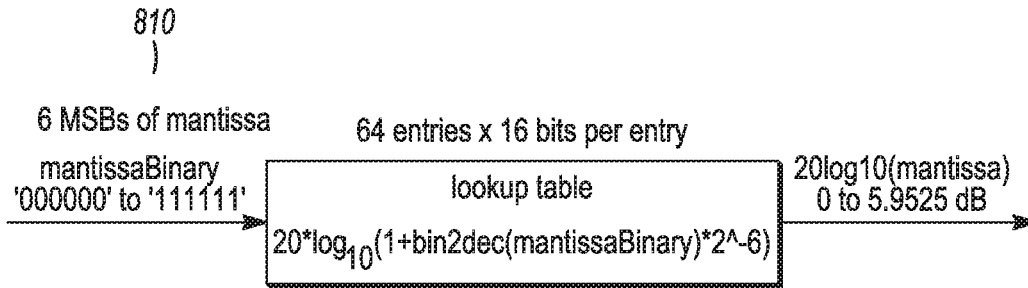 810
6 MSBs of mantissa
64 entries x 16 bits per entry
mantissaBinary
'000000' to '111111'
lookup table
20*log10(1+bin2dec(mantissaBinary)*2^-6)
20log10(mantissa)
0 to 5.9525 dB